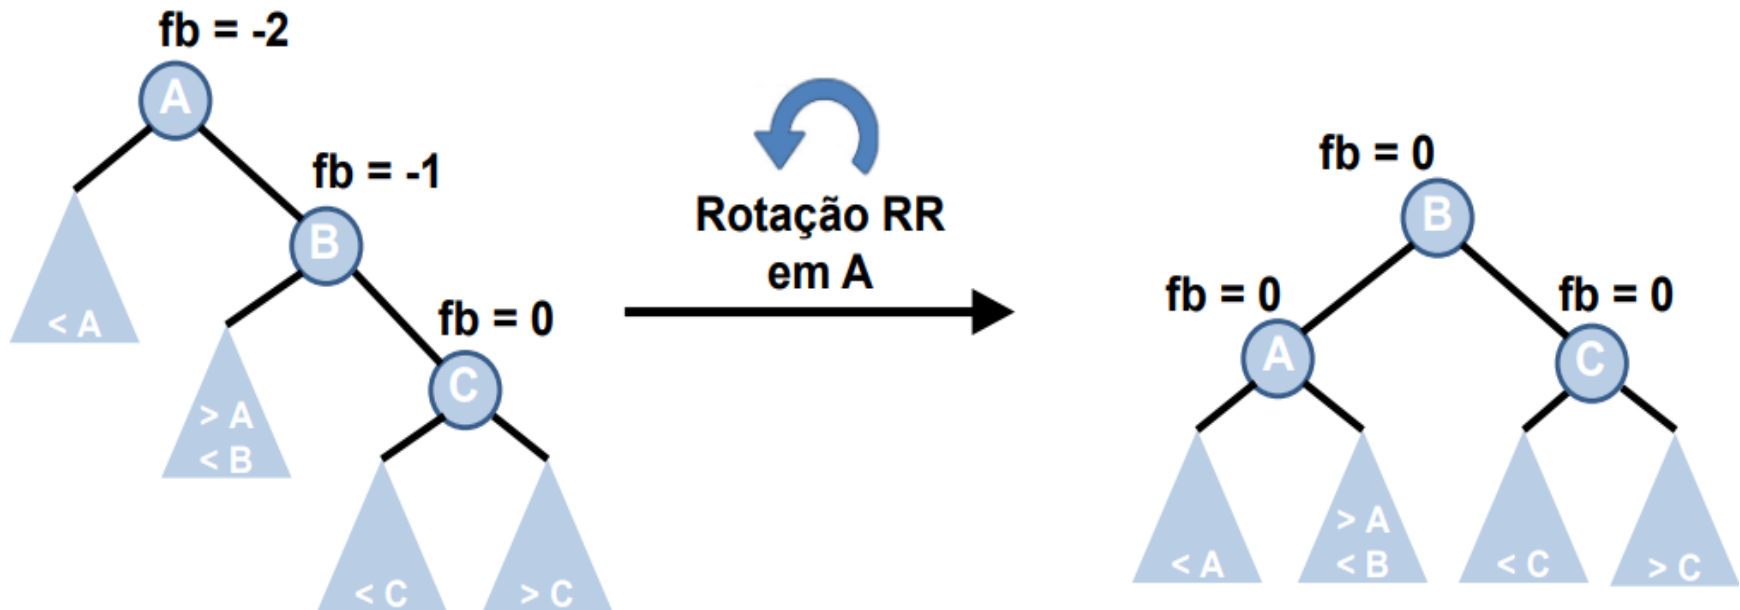 fb = -2
A
fb = -1
B
fb = 0
C
< A
> A
< B
< C
> C
Rotação RR
em A
fb = 0
B
fb = 0
A
fb = 0
C
< A
> A
< B
< C
> C